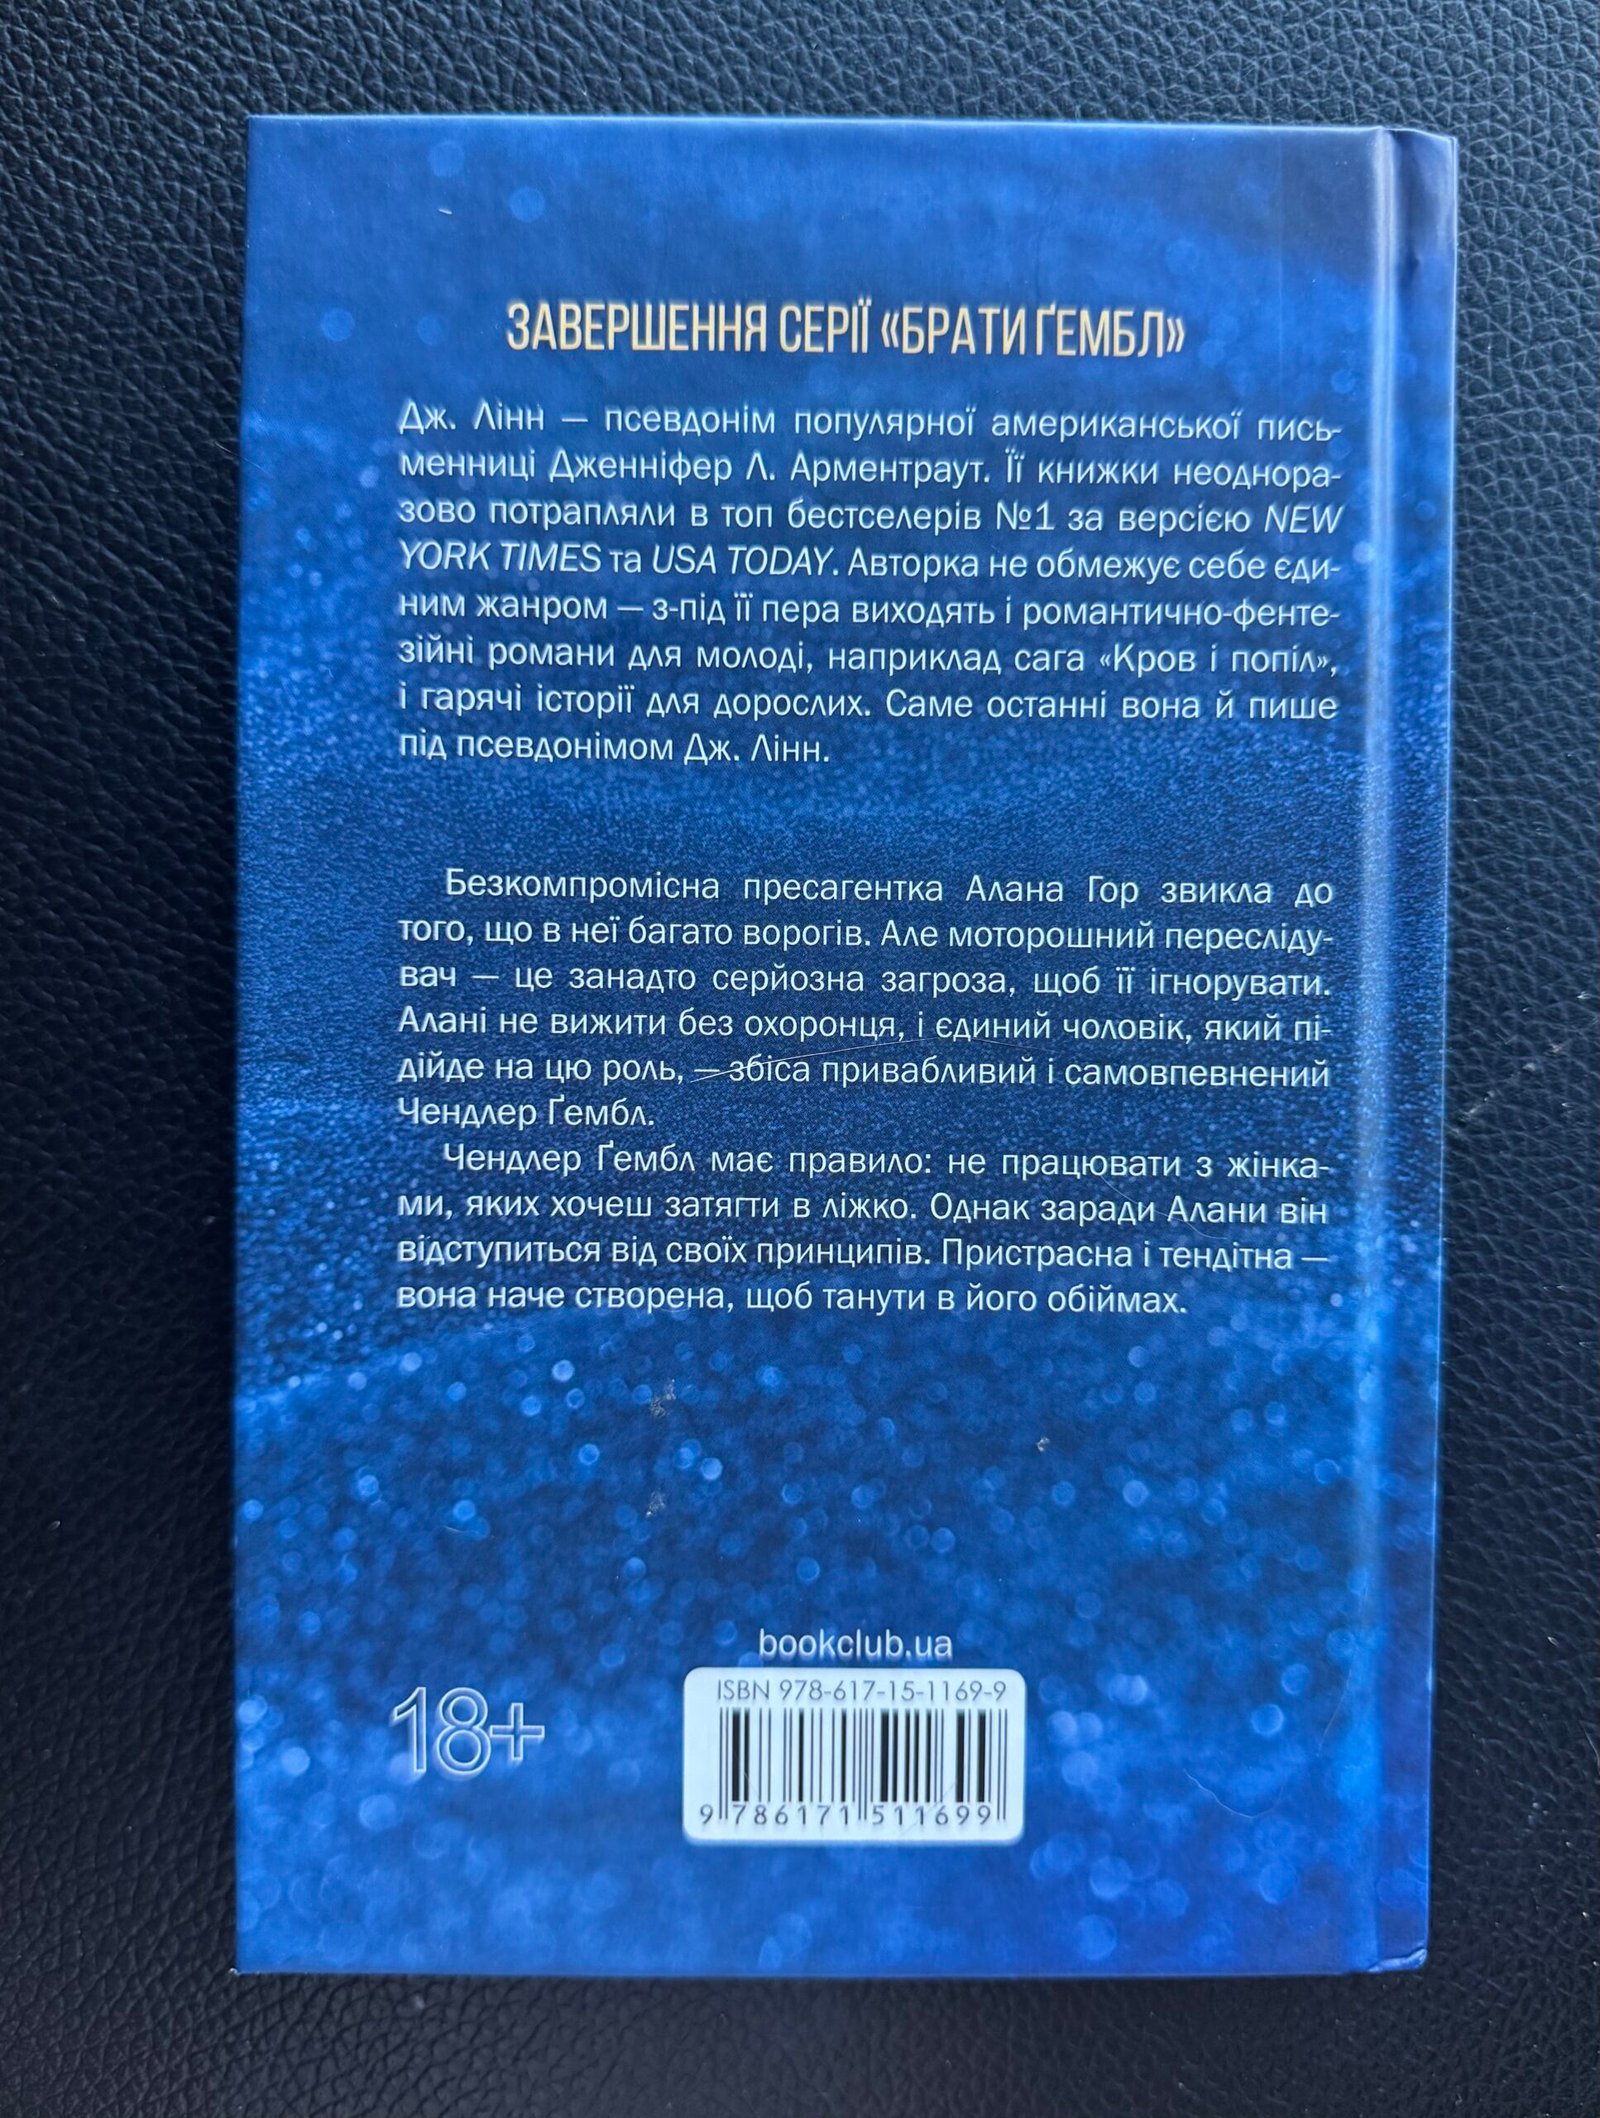 ЗАВЕРШЕННЯ СЕРІЇ «БРАТИ ҐЕМБЛ»
Дж. Лінн — псевдонім популярної американської пись-
менниці Дженніфер Л. Арментраут. Її книжки неоднора-
зово потрапляли в топ бестселерів №1 за версією NEW
YORK TIMES та USA TODAY. Авторка не обмежує себе єди-
ним жанром — з-під її пера виходять і романтично-фенте-
зійні романи для молоді, наприклад сага «Кров і попіл»,
і гарячі історії для дорослих. Саме останні вона й пише
під псевдонімом Дж. Лінн.
Безкомпромісна пресагентка Алана Гор звикла до
того, що в неї багато ворогів. Але моторошний пересліду-
вач — це занадто серйозна загроза, щоб її ігнорувати.
Алані не вижити без охоронця, і єдиний чоловік, який пі-
дійде на цю роль, — збіса привабливий і самовпевнений
Чендлер Ґембл.
Чендлер Ґембл має правило: не працювати з жінка-
ми, яких хочеш затягти в ліжко. Однак заради Алани він
відступиться від своїх принципів. Пристрасна і тендітна —
вона наче створена, щоб танути в його обіймах.
bookclub.ua
18+
ISBN 978-617-15-1169-9
9 786171 511699